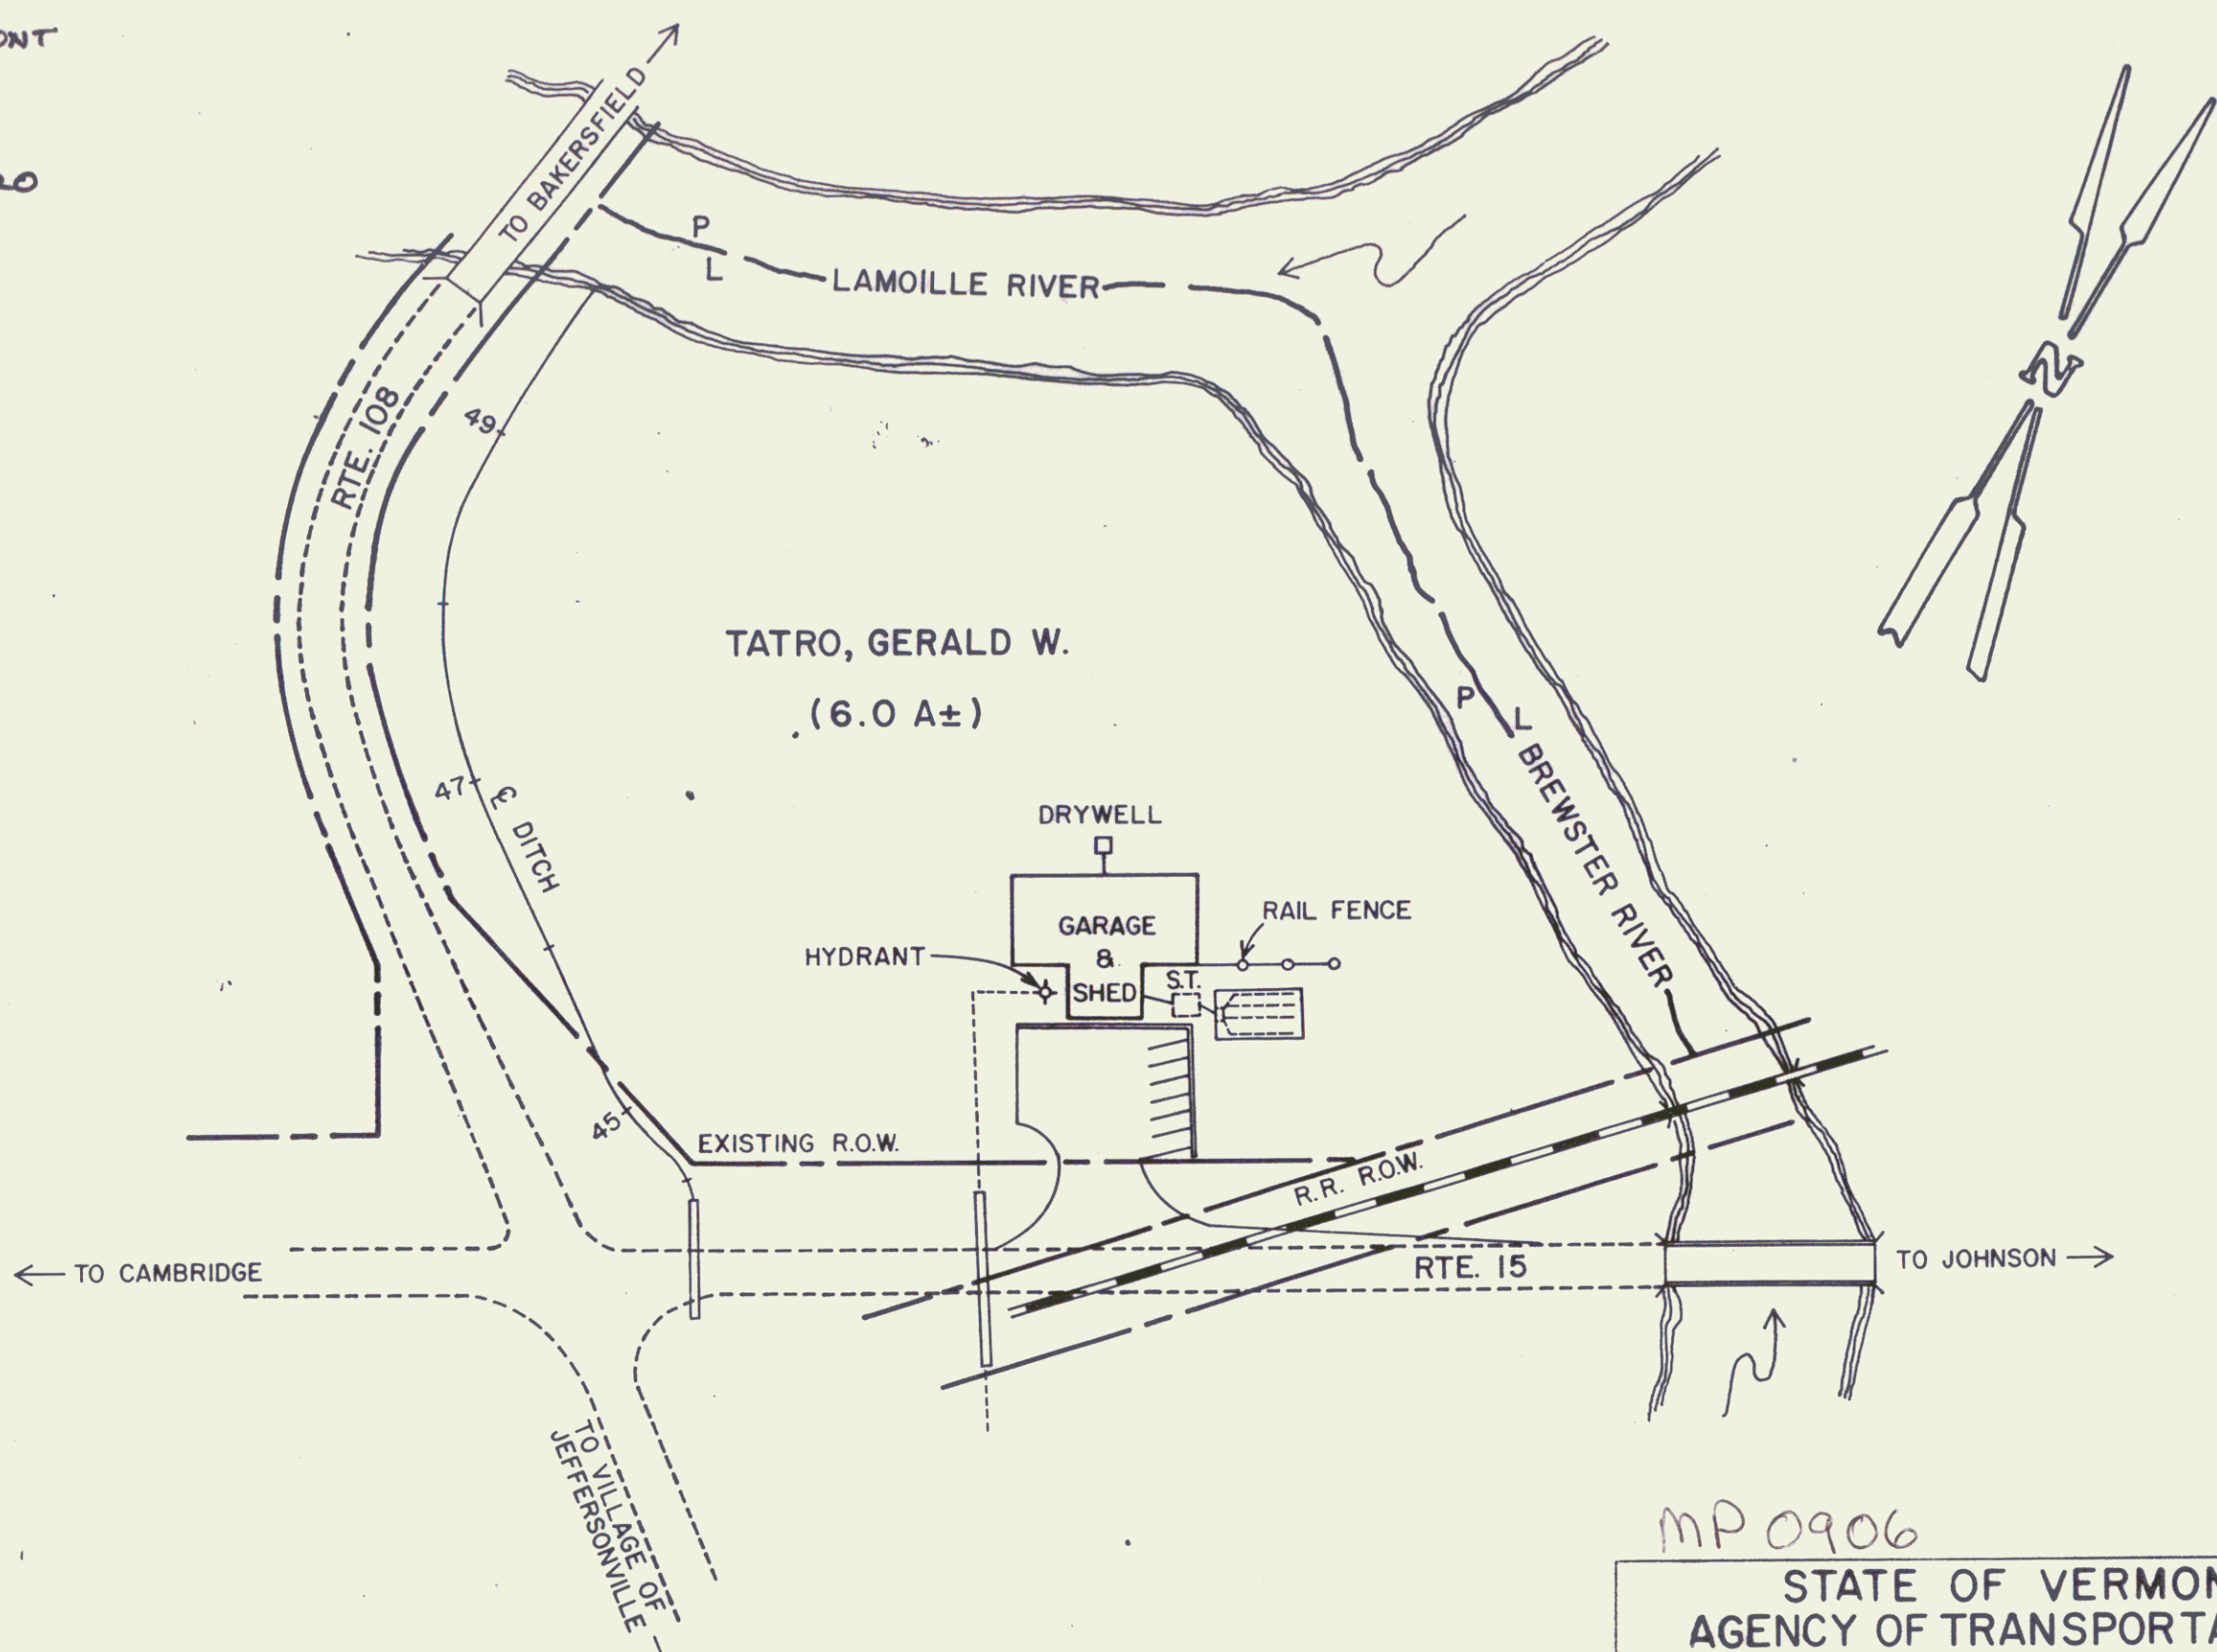 TO BAKERSFIELD
P
L
LAMOILLE RIVER
N
RTE. 108
49
TATRO, GERALD W.
(6.0 A±)
P
L
BREWSTER RIVER
47
℄ DITCH
DRYWELL
GARAGE
&
SHED
RAIL FENCE
HYDRANT
S.T.
45
EXISTING R.O.W.
R.R. R.O.W.
TO CAMBRIDGE
RTE. 15
TO JOHNSON
TO VILLAGE OF
JEFFERSONVILLE
MP 0906
STATE OF VERMON
AGENCY OF TRANSPORTA